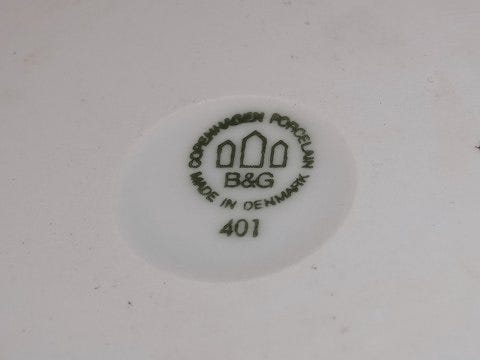 COPENHAGEN PORCELAIN
B&G
MADE IN DENMARK
401